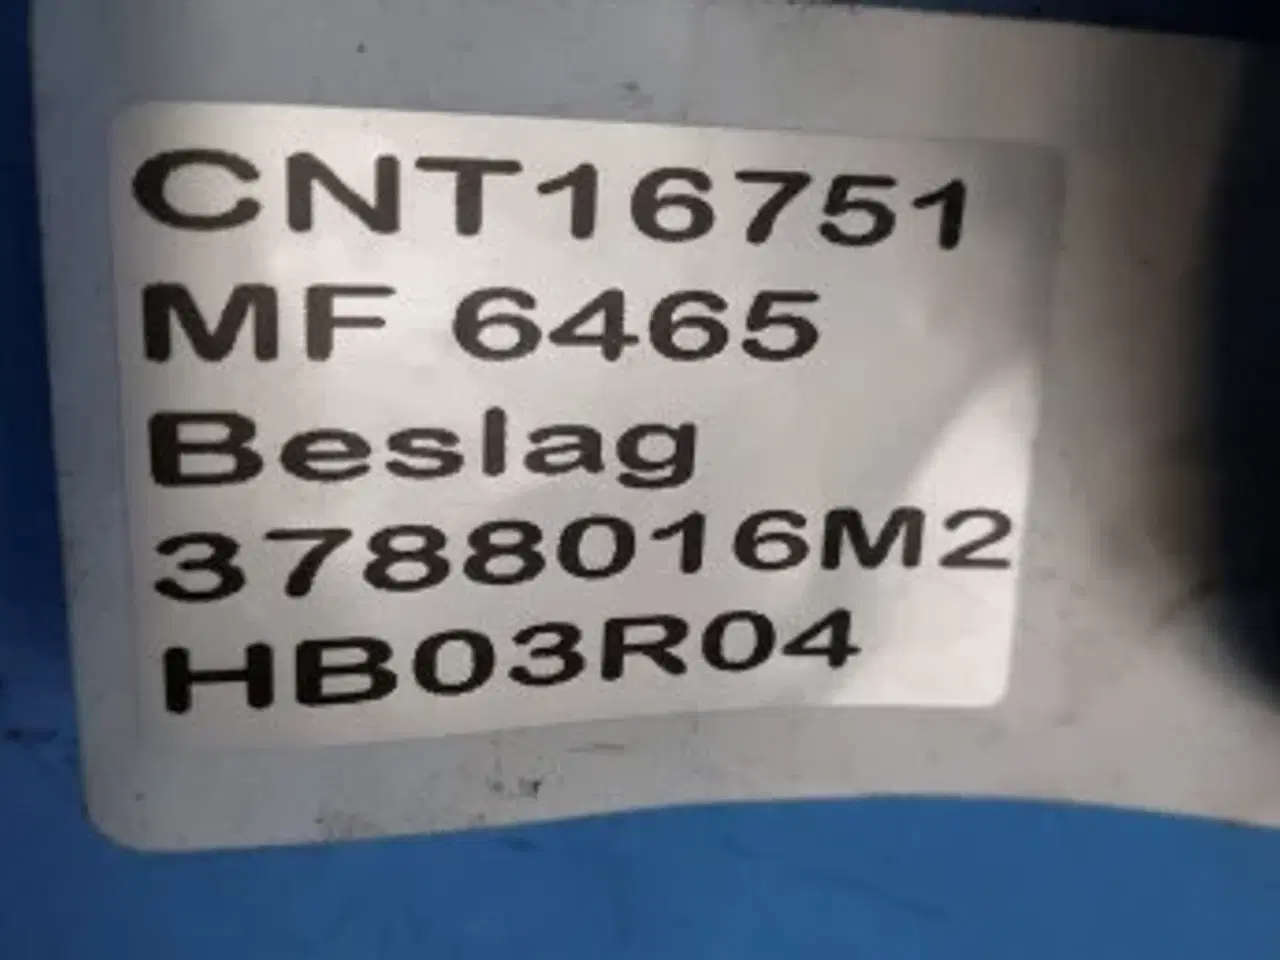 CNT16751
MF 6465
Beslag
3788016M2
HB03R04